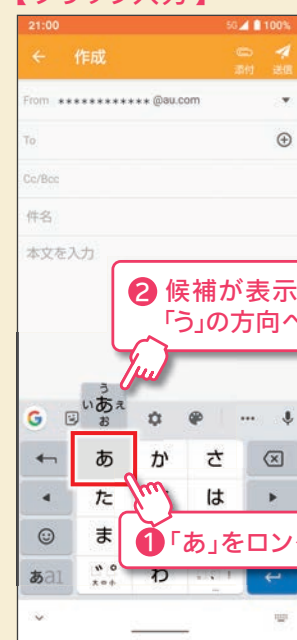 【フリック入力】
21:00 5G 100%
作成 添付 送信
From ************ @au.com
To
Cc/Bcc
件名
本文を入力
❷ 候補が表示
「う」の方向へ
う
いあえ
お
あ か さ
た は
❶「あ」をロン
ま
あa1 大⇔小 わ 、。?!